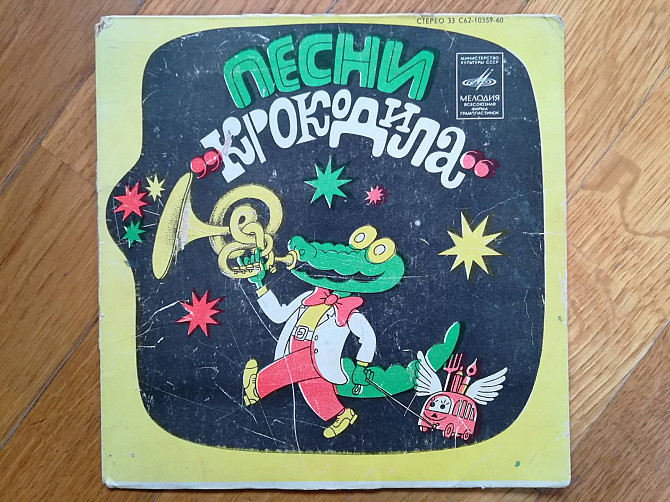 СТЕРЕО 33 С62-10359-60
ПЕСНИ
„КРОКОДИЛА“
МИНИСТЕРСТВО
КУЛЬТУРЫ СССР
МЕЛОДИЯ
ВСЕСОЮЗНАЯ
ФИРМА
ГРАМПЛАСТИНОК